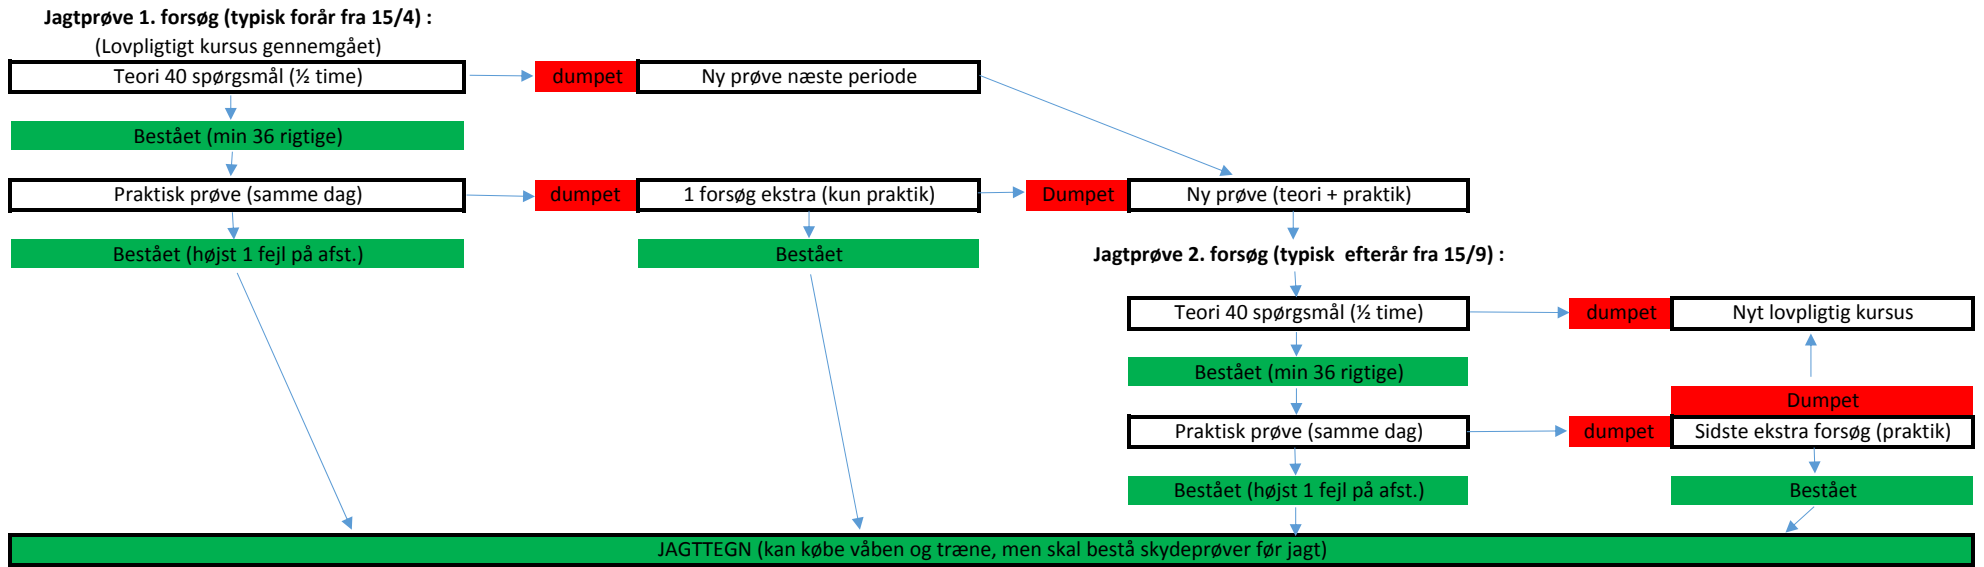 Jagtprøve 1. forsøg (typisk forår fra 15/4) :
(Lovpligtigt kursus gennemgået)
Teori 40 spørgsmål (½ time)
dumpet
Ny prøve næste periode
Bestået (min 36 rigtige)
Praktisk prøve (samme dag)
dumpet
1 forsøg ekstra (kun praktik)
Dumpet
Ny prøve (teori + praktik)
Bestået (højst 1 fejl på afst.)
Bestået
Jagtprøve 2. forsøg (typisk  efterår fra 15/9) :
Teori 40 spørgsmål (½ time)
dumpet
Nyt lovpligtig kursus
Bestået (min 36 rigtige)
Dumpet
Praktisk prøve (samme dag)
dumpet
Sidste ekstra forsøg (praktik)
Bestået (højst 1 fejl på afst.)
Bestået
JAGTTEGN (kan købe våben og træne, men skal bestå skydeprøver før jagt)